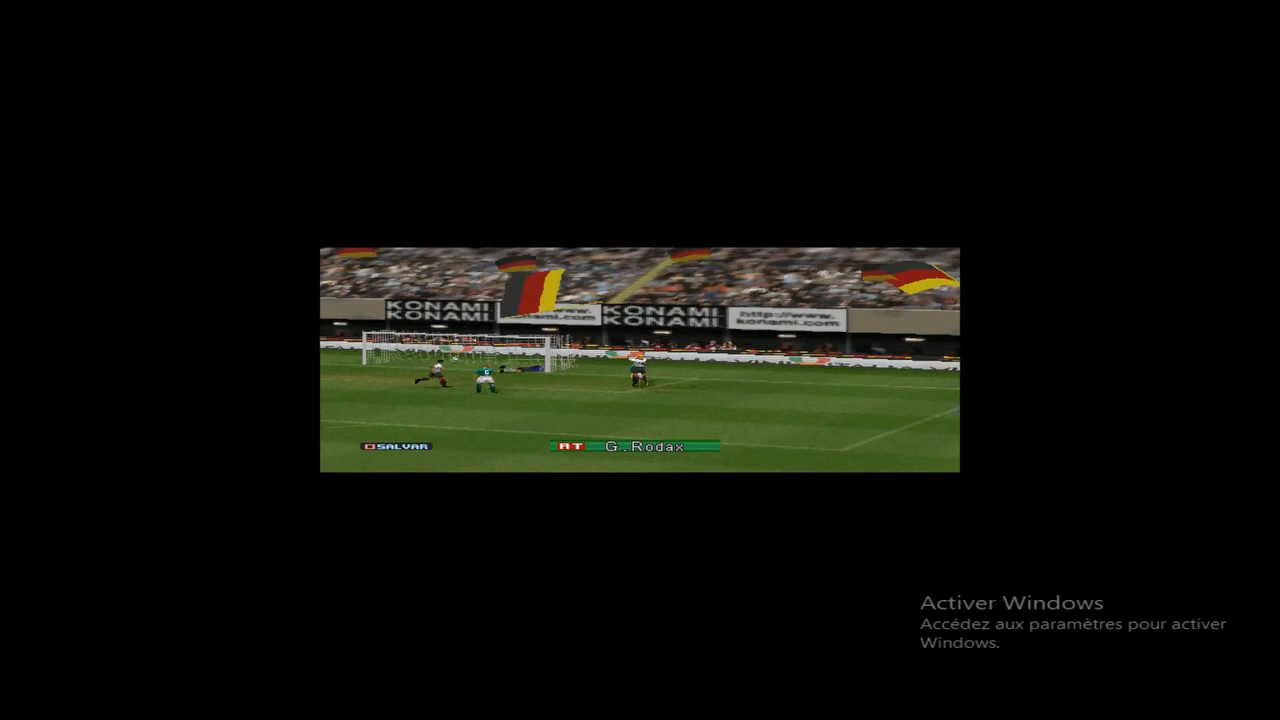 KONAMI
KONAMI
www.
konami.com
KONAMI
KONAMI
http://www.
konami.com
6
SALVAR
AT G.Rodax
Activer Windows
Accédez aux paramètres pour activer
Windows.